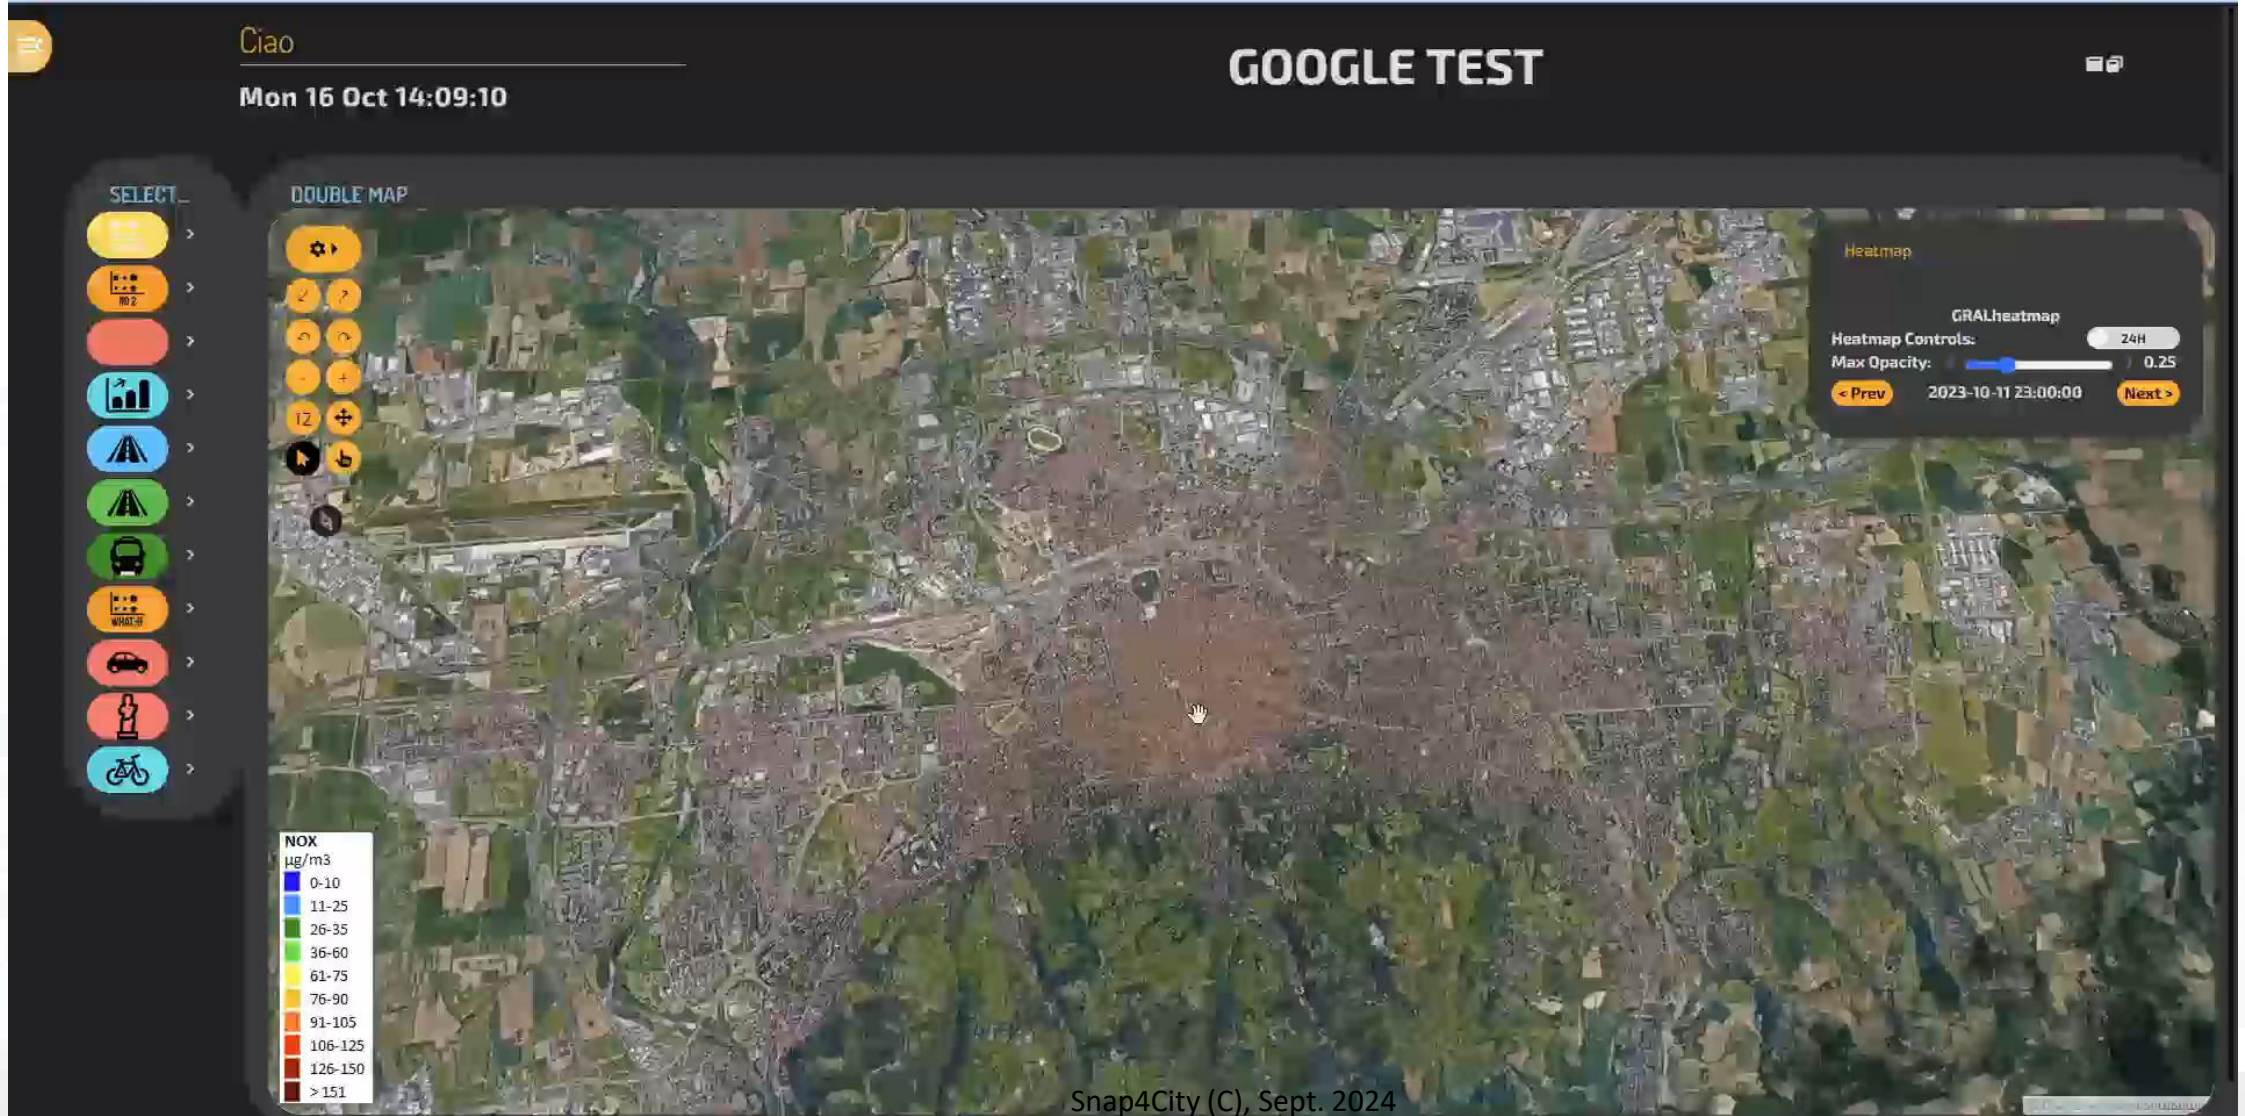 Ciao
GOOGLE TEST
Mon 16 Oct 14:09:10
SELECT...
DOUBLE MAP
NO2
WHAT-IF
12
Heatmap
GRALheatmap
Heatmap Controls: 24H
Max Opacity: 0.25
< Prev 2023-10-11 23:00:00 Next >
NOX
µg/m3
0-10
11-25
26-35
36-60
61-75
76-90
91-105
106-125
126-150
> 151
Snap4City (C), Sept. 2024